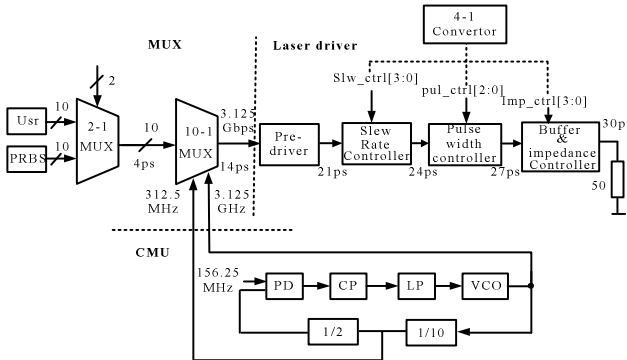 4-1
Convertor
MUX
Laser driver
2
Slw_ctrl[3:0]
pul_ctrl[2:0]
Imp_ctrl[3:0]
Usr
10
PRBS
10
2-1
MUX
10
4ps
10-1
MUX
3.125
Gbps
14ps
Pre-
driver
21ps
Slew
Rate
Controller
24ps
Pulse
width
controller
27ps
Buffer
&
impedance
Controller
30p
50
312.5
MHz
3.125
GHz
CMU
156.25
MHz
PD
CP
LP
VCO
1/2
1/10